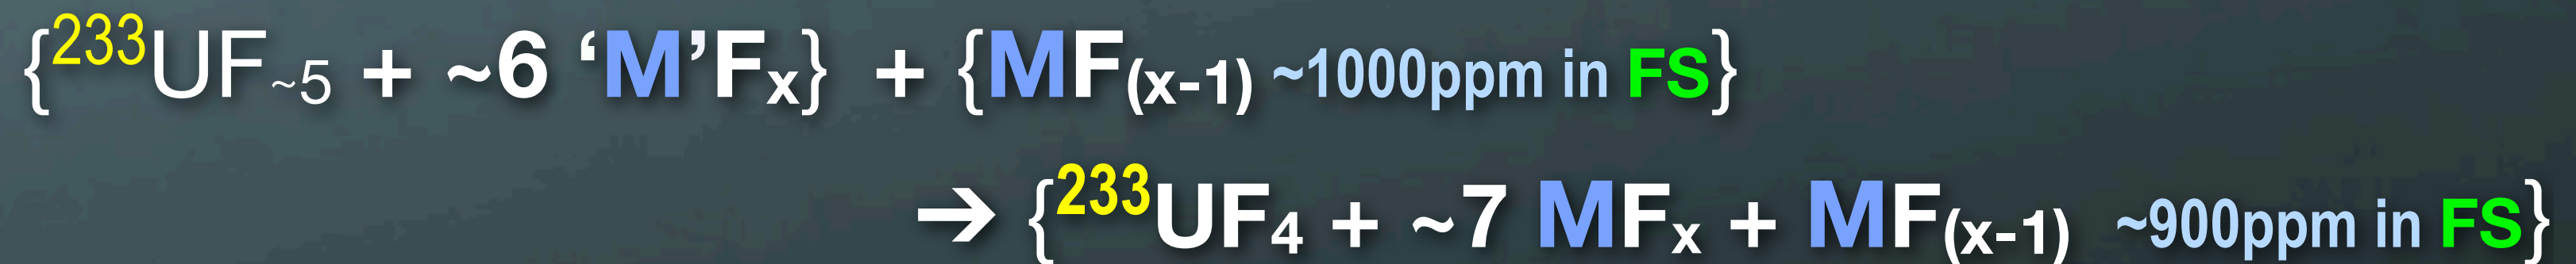 {²³³UF~₅ + ~6 ‘M’Fₓ} + {MF₍ₓ₋₁₎ ~1000ppm in FS}
➔ {²³³UF₄ + ~7 MFₓ + MF₍ₓ₋₁₎ ~900ppm in FS}